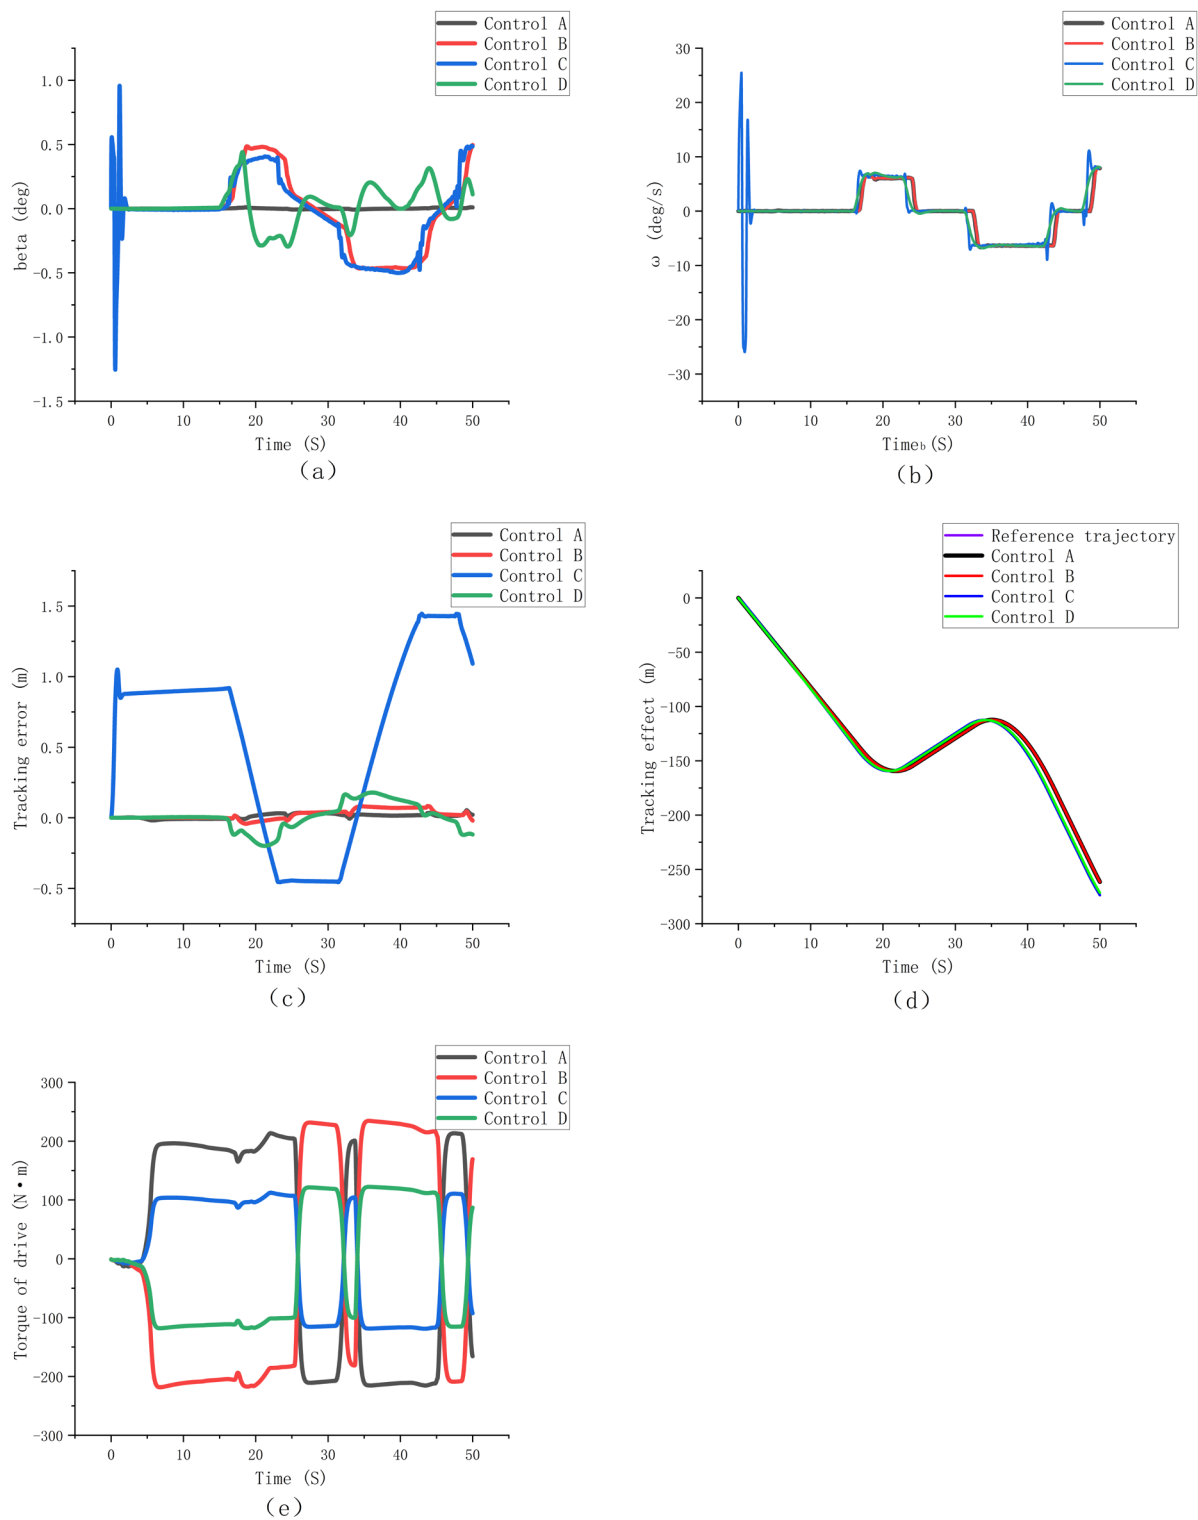 Control A
Control B
Control C
Control D
1.0
0.5
0.0
-0.5
-1.0
-1.5
beta (deg)
0 10 20 30 40 50
Time (S)
(a)
Control A
Control B
Control C
Control D
30
20
10
0
-10
-20
-30
ω (deg/s)
0 10 20 30 40 50
Timeb(S)
(b)
Control A
Control B
Control C
Control D
1.5
1.0
0.5
0.0
-0.5
Tracking error (m)
0 10 20 30 40 50
Time (S)
(c)
Reference trajectory
Control A
Control B
Control C
Control D
0
-50
-100
-150
-200
-250
-300
Tracking effect (m)
0 10 20 30 40 50
Time (S)
(d)
Control A
Control B
Control C
Control D
300
200
100
0
-100
-200
-300
Torque of drive (N•m)
0 10 20 30 40 50
Time (S)
(e)